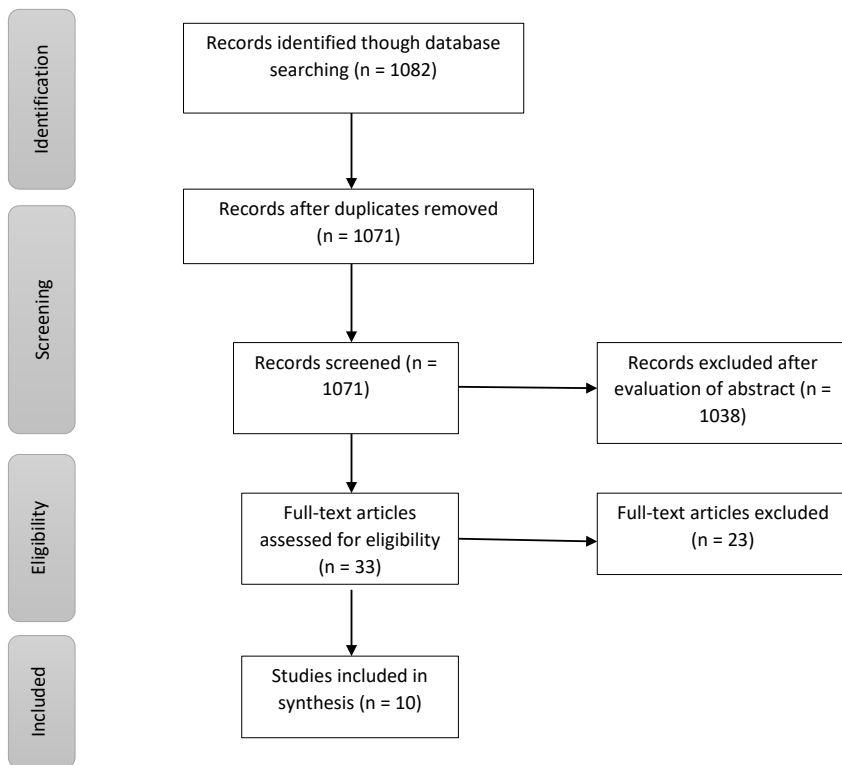 Identification
Records identified though database
searching (n = 1082)
Records after duplicates removed
(n = 1071)
Screening
Records screened (n =
1071)
Records excluded after
evaluation of abstract (n =
1038)
Eligibility
Full-text articles
assessed for eligibility
(n = 33)
Full-text articles excluded
(n = 23)
Included
Studies included in
synthesis (n = 10)